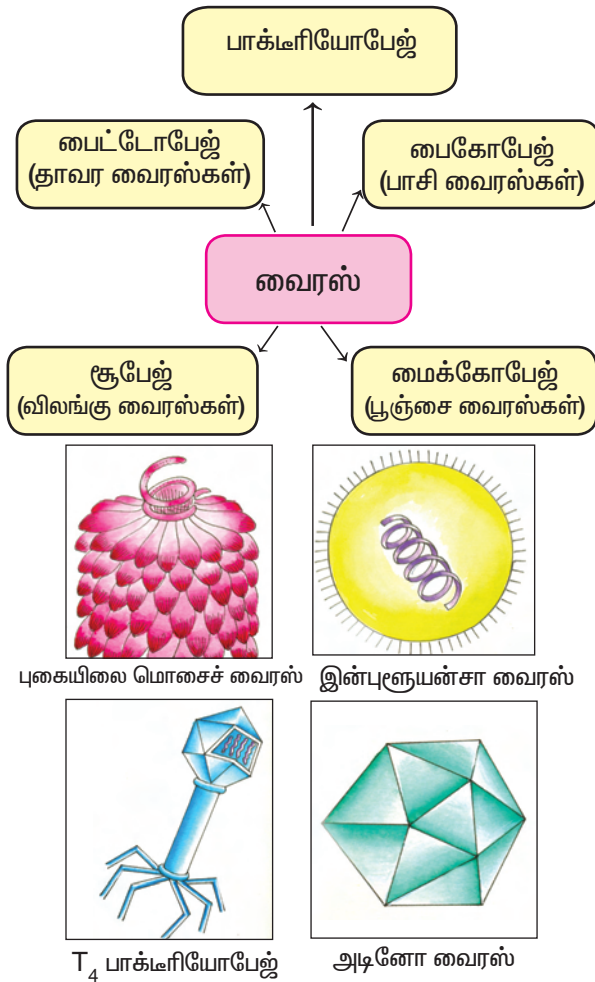 பாக்டீரியோபேஜ்
பைட்டோபேஜ்
(தாவர வைரஸ்கள்)
பைகோபேஜ்
(பாசி வைரஸ்கள்)
வைரஸ்
சூபேஜ்
(விலங்கு வைரஸ்கள்)
மைக்கோபேஜ்
(பூஞ்சை வைரஸ்கள்)
புகையிலை மொசைச் வைரஸ்
இன்புளூயன்சா வைரஸ்
T₄ பாக்டீரியோபேஜ்
அடினோ வைரஸ்